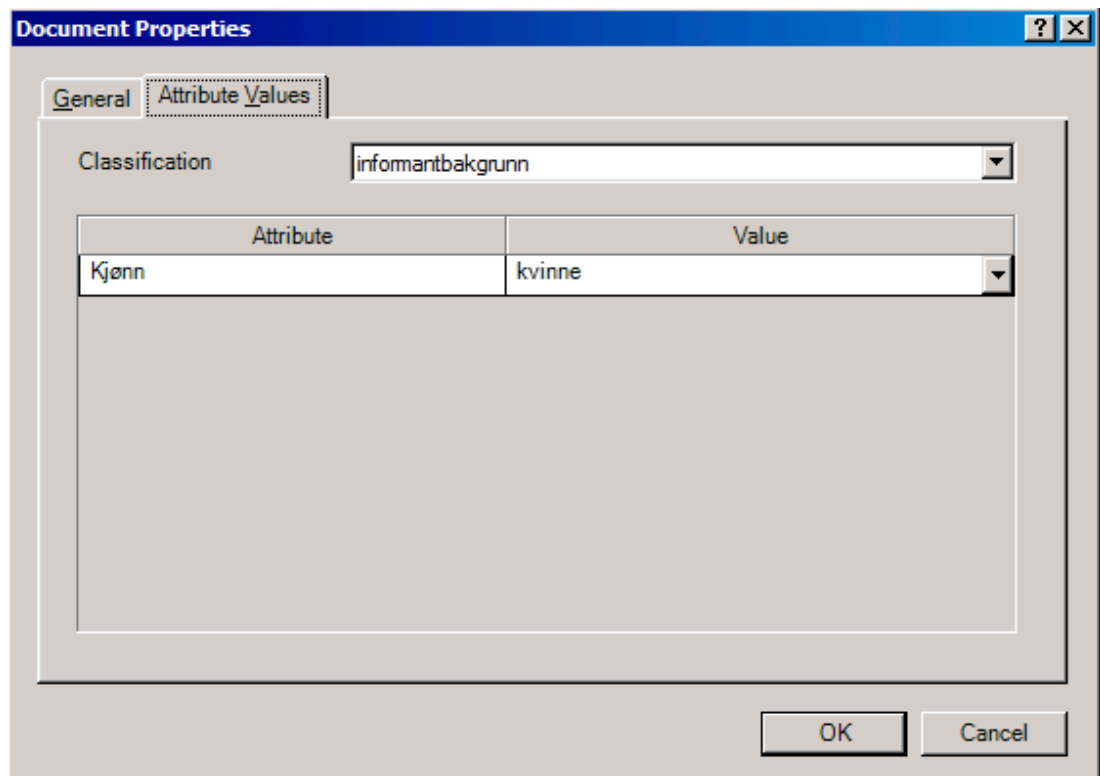 Document Properties
General
Attribute Values
Classification
informantbakgrunn
Attribute Value
Kjønn kvinne
OK Cancel